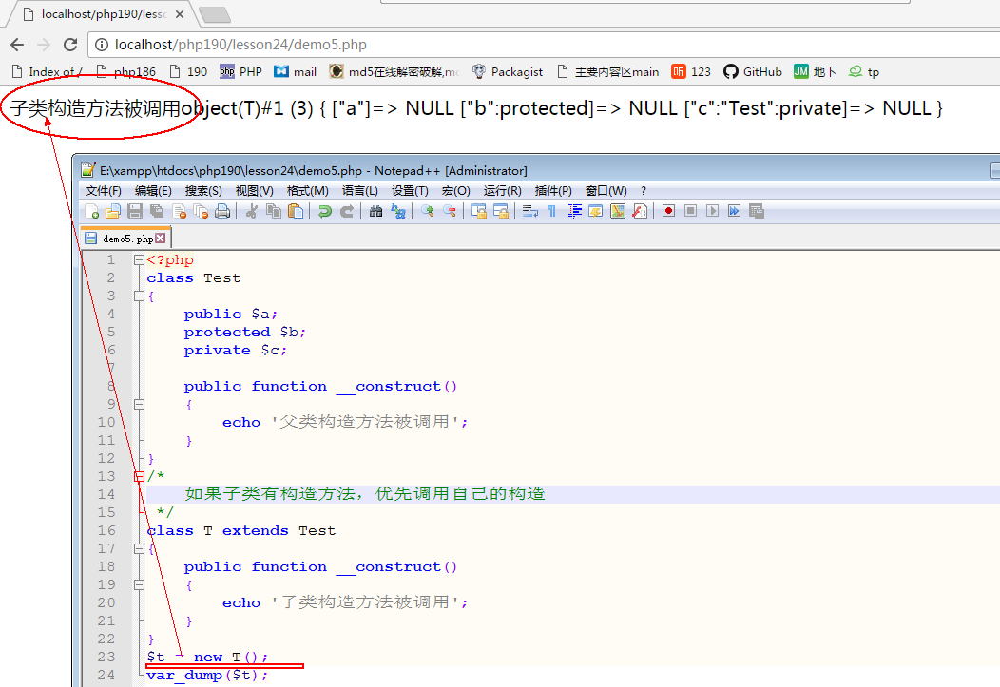 localhost/php190/less
localhost/php190/lesson24/demo5.php
Index of / php186 190 php PHP mail md5在线解密破解,m Packagist 主要内容区main 听 123 GitHub JM 地下 tp
子类构造方法被调用object(T)#1 (3) { ["a"]=> NULL ["b":protected]=> NULL ["c":"Test":private]=> NULL }
E:\xampp\htdocs\php190\lesson24\demo5.php - Notepad++ [Administrator]
文件(F) 编辑(E) 搜索(S) 视图(V) 格式(M) 语言(L) 设置(T) 宏(O) 运行(R) 插件(P) 窗口(W) ?
demo5.php
1 <?php
2 class Test
3 {
4 public $a;
5 protected $b;
6 private $c;
7
8 public function __construct()
9 {
10 echo '父类构造方法被调用';
11 }
12 }
13 /*
14 如果子类有构造方法，优先调用自己的构造
15 */
16 class T extends Test
17 {
18 public function __construct()
19 {
20 echo '子类构造方法被调用';
21 }
22 }
23 $t = new T();
24 var_dump($t);